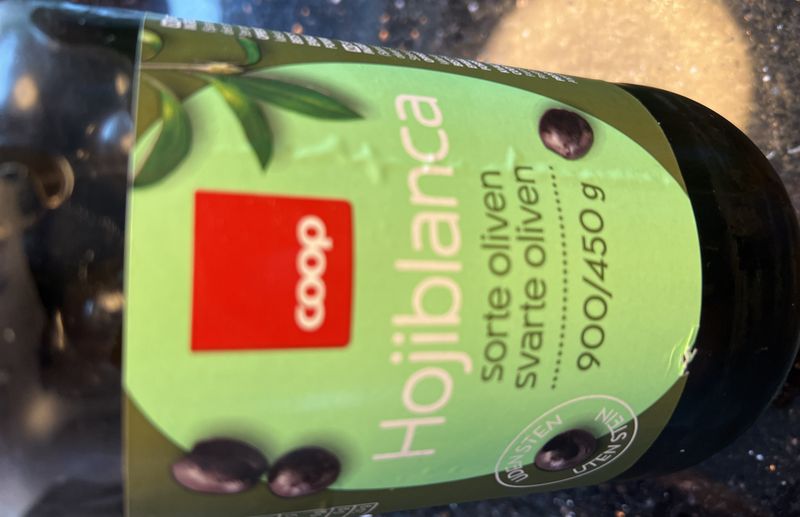 coop
Hojiblanca
sorte oliven
svarte oliven
900/450 g
UDEN STEN
UTEN STEIN